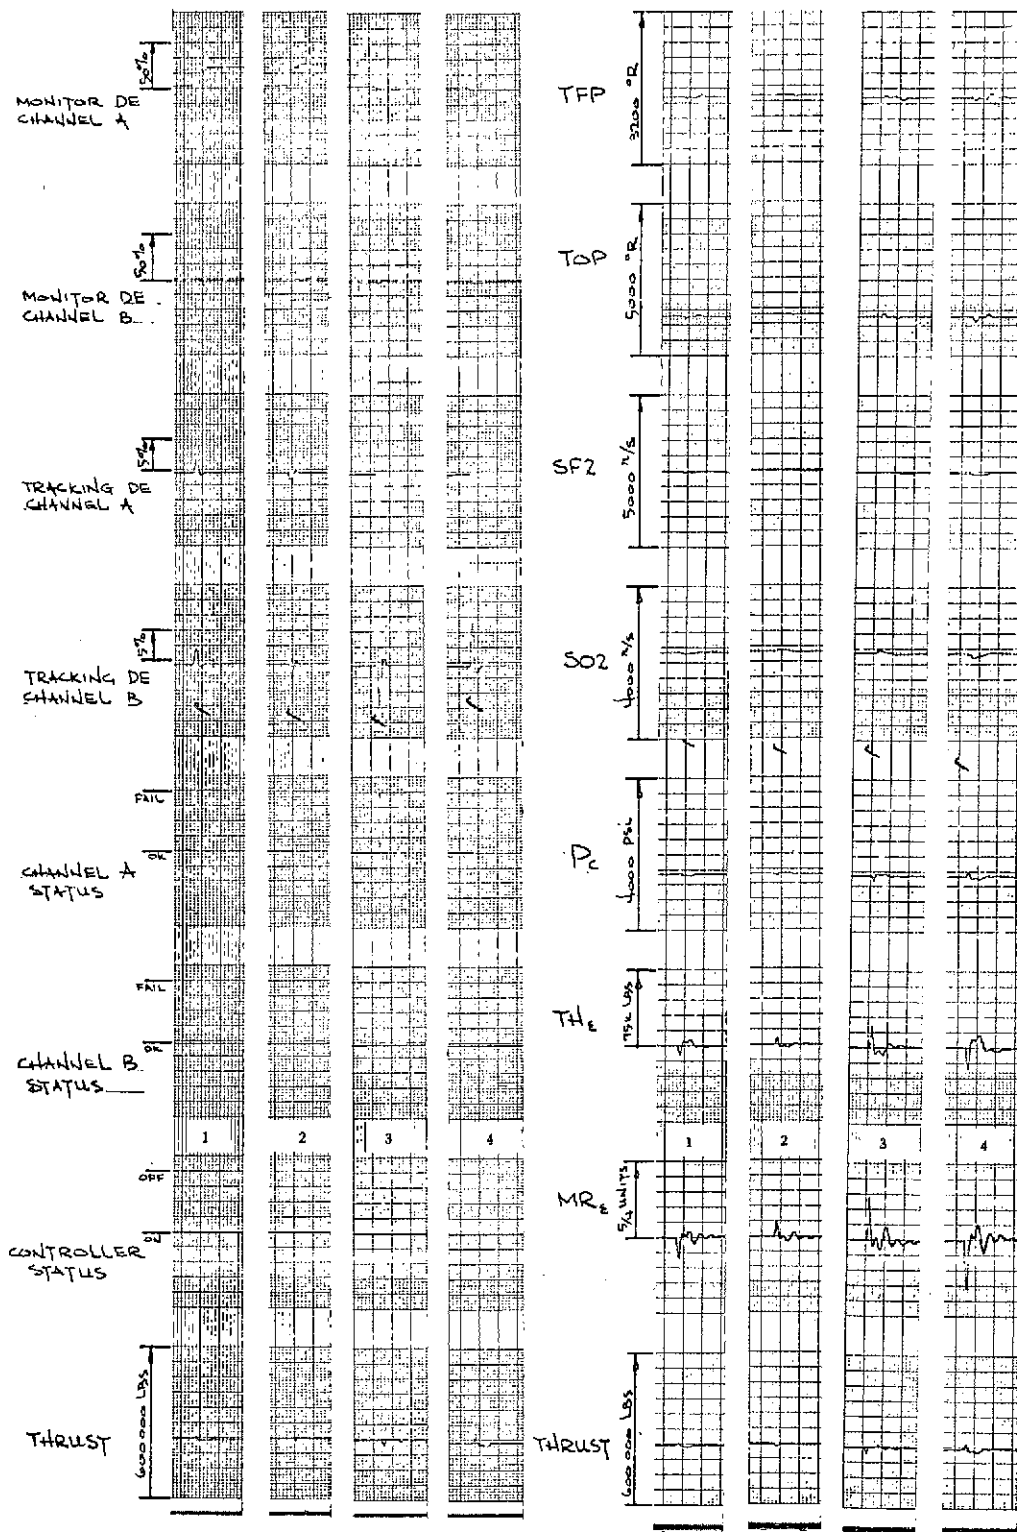 50%
MONITOR DE
CHANNEL A
50%
MONITOR DE
CHANNEL B
15%
TRACKING DE
CHANNEL A
15%
TRACKING DE
CHANNEL B
FAIL
OK
CHANNEL A
STATUS
FAIL
OK
CHANNEL B
STATUS
1 2 3 4
OFF
ON
CONTROLLER
STATUS
600 000 LBS
THRUST
3200 °R
TFP
5000 °R
TOP
5000 r/s
SF2
4000 r/s
SO2
4000 PSI
Pc
75K LBS
THε
1 2 3 4
5/4 UNITS
MRε
600 000 LBS
THRUST